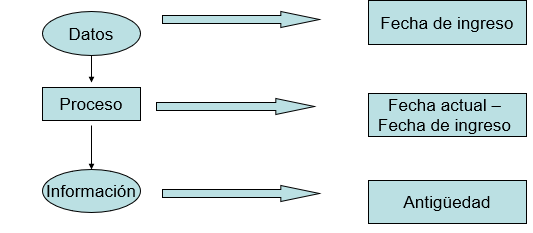 Datos
Fecha de ingreso
Proceso
Fecha actual –
Fecha de ingreso
Información
Antigüedad